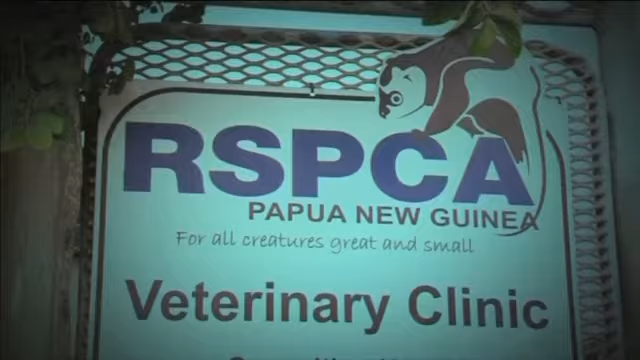 RSPCA
PAPUA NEW GUINEA
For all creatures great and small
Veterinary Clinic